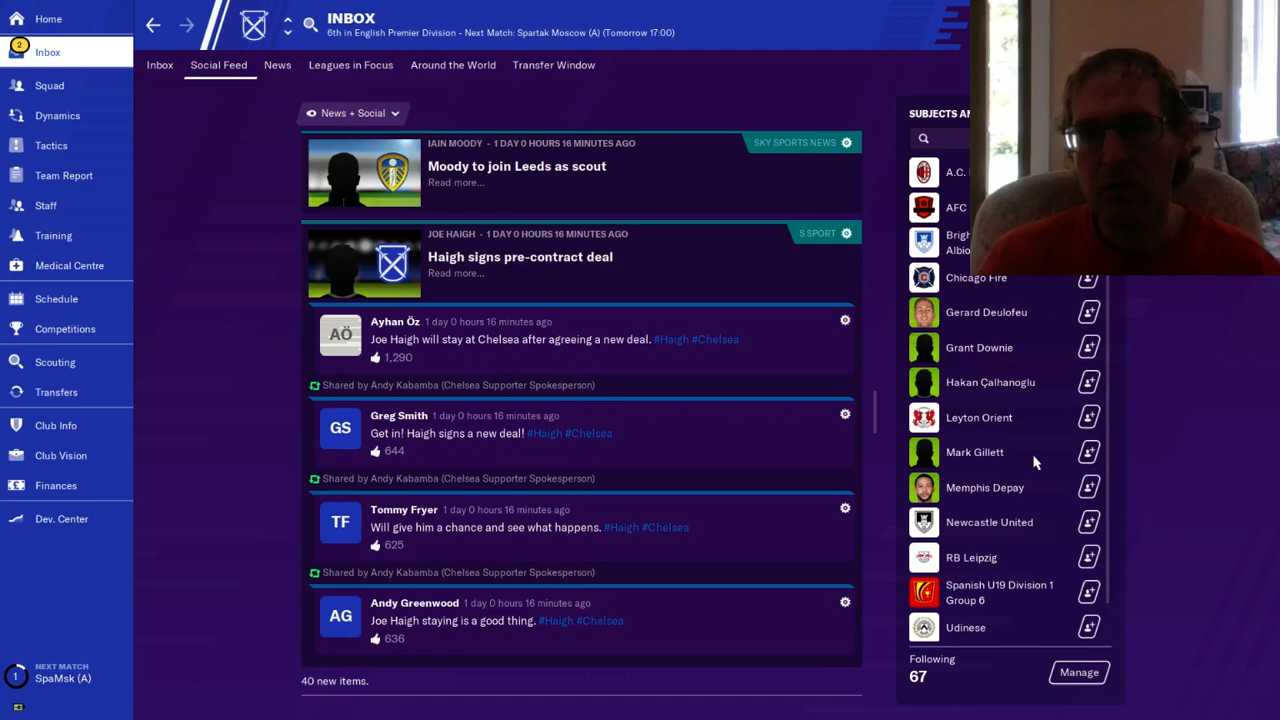 Home
2
Inbox
Squad
Dynamics
Tactics
Team Report
Staff
Training
Medical Centre
Schedule
Competitions
Scouting
Transfers
Club Info
Club Vision
Finances
Dev. Center
1
NEXT MATCH
SpaMsk (A)
INBOX
6th in English Premier Division - Next Match: Spartak Moscow (A) (Tomorrow 17:00)
Inbox
Social Feed
News
Leagues in Focus
Around the World
Transfer Window
News + Social
IAIN MOODY - 1 DAY 0 HOURS 16 MINUTES AGO
SKY SPORTS NEWS
Moody to join Leeds as scout
Read more...
JOE HAIGH - 1 DAY 0 HOURS 16 MINUTES AGO
S SPORT
Haigh signs pre-contract deal
Read more...
AÖ
Ayhan Öz 1 day 0 hours 16 minutes ago
Joe Haigh will stay at Chelsea after agreeing a new deal. #Haigh #Chelsea
1,290
Shared by Andy Kabamba (Chelsea Supporter Spokesperson)
GS
Greg Smith 1 day 0 hours 16 minutes ago
Get in! Haigh signs a new deal! #Haigh #Chelsea
644
Shared by Andy Kabamba (Chelsea Supporter Spokesperson)
TF
Tommy Fryer 1 day 0 hours 16 minutes ago
Will give him a chance and see what happens. #Haigh #Chelsea
625
Shared by Andy Kabamba (Chelsea Supporter Spokesperson)
AG
Andy Greenwood 1 day 0 hours 16 minutes ago
Joe Haigh staying is a good thing. #Haigh #Chelsea
636
40 new items.
SUBJECTS
A.C.
AFC
Chicago Fire
Gerard Deulofeu
Grant Downie
Hakan Çalhanoglu
Leyton Orient
Mark Gillett
Memphis Depay
Newcastle United
RB Leipzig
Spanish U19 Division 1
Group 6
Udinese
Following
67
Manage